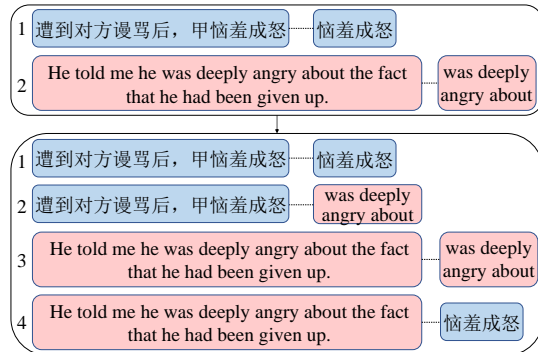 1 遭到对方谩骂后，甲恼羞成怒 恼羞成怒
2 He told me he was deeply angry about the fact
that he had been given up.
was deeply
angry about
1 遭到对方谩骂后，甲恼羞成怒 恼羞成怒
2 遭到对方谩骂后，甲恼羞成怒
was deeply
angry about
3 He told me he was deeply angry about the fact
that he had been given up.
was deeply
angry about
4 He told me he was deeply angry about the fact
that he had been given up.
恼羞成怒